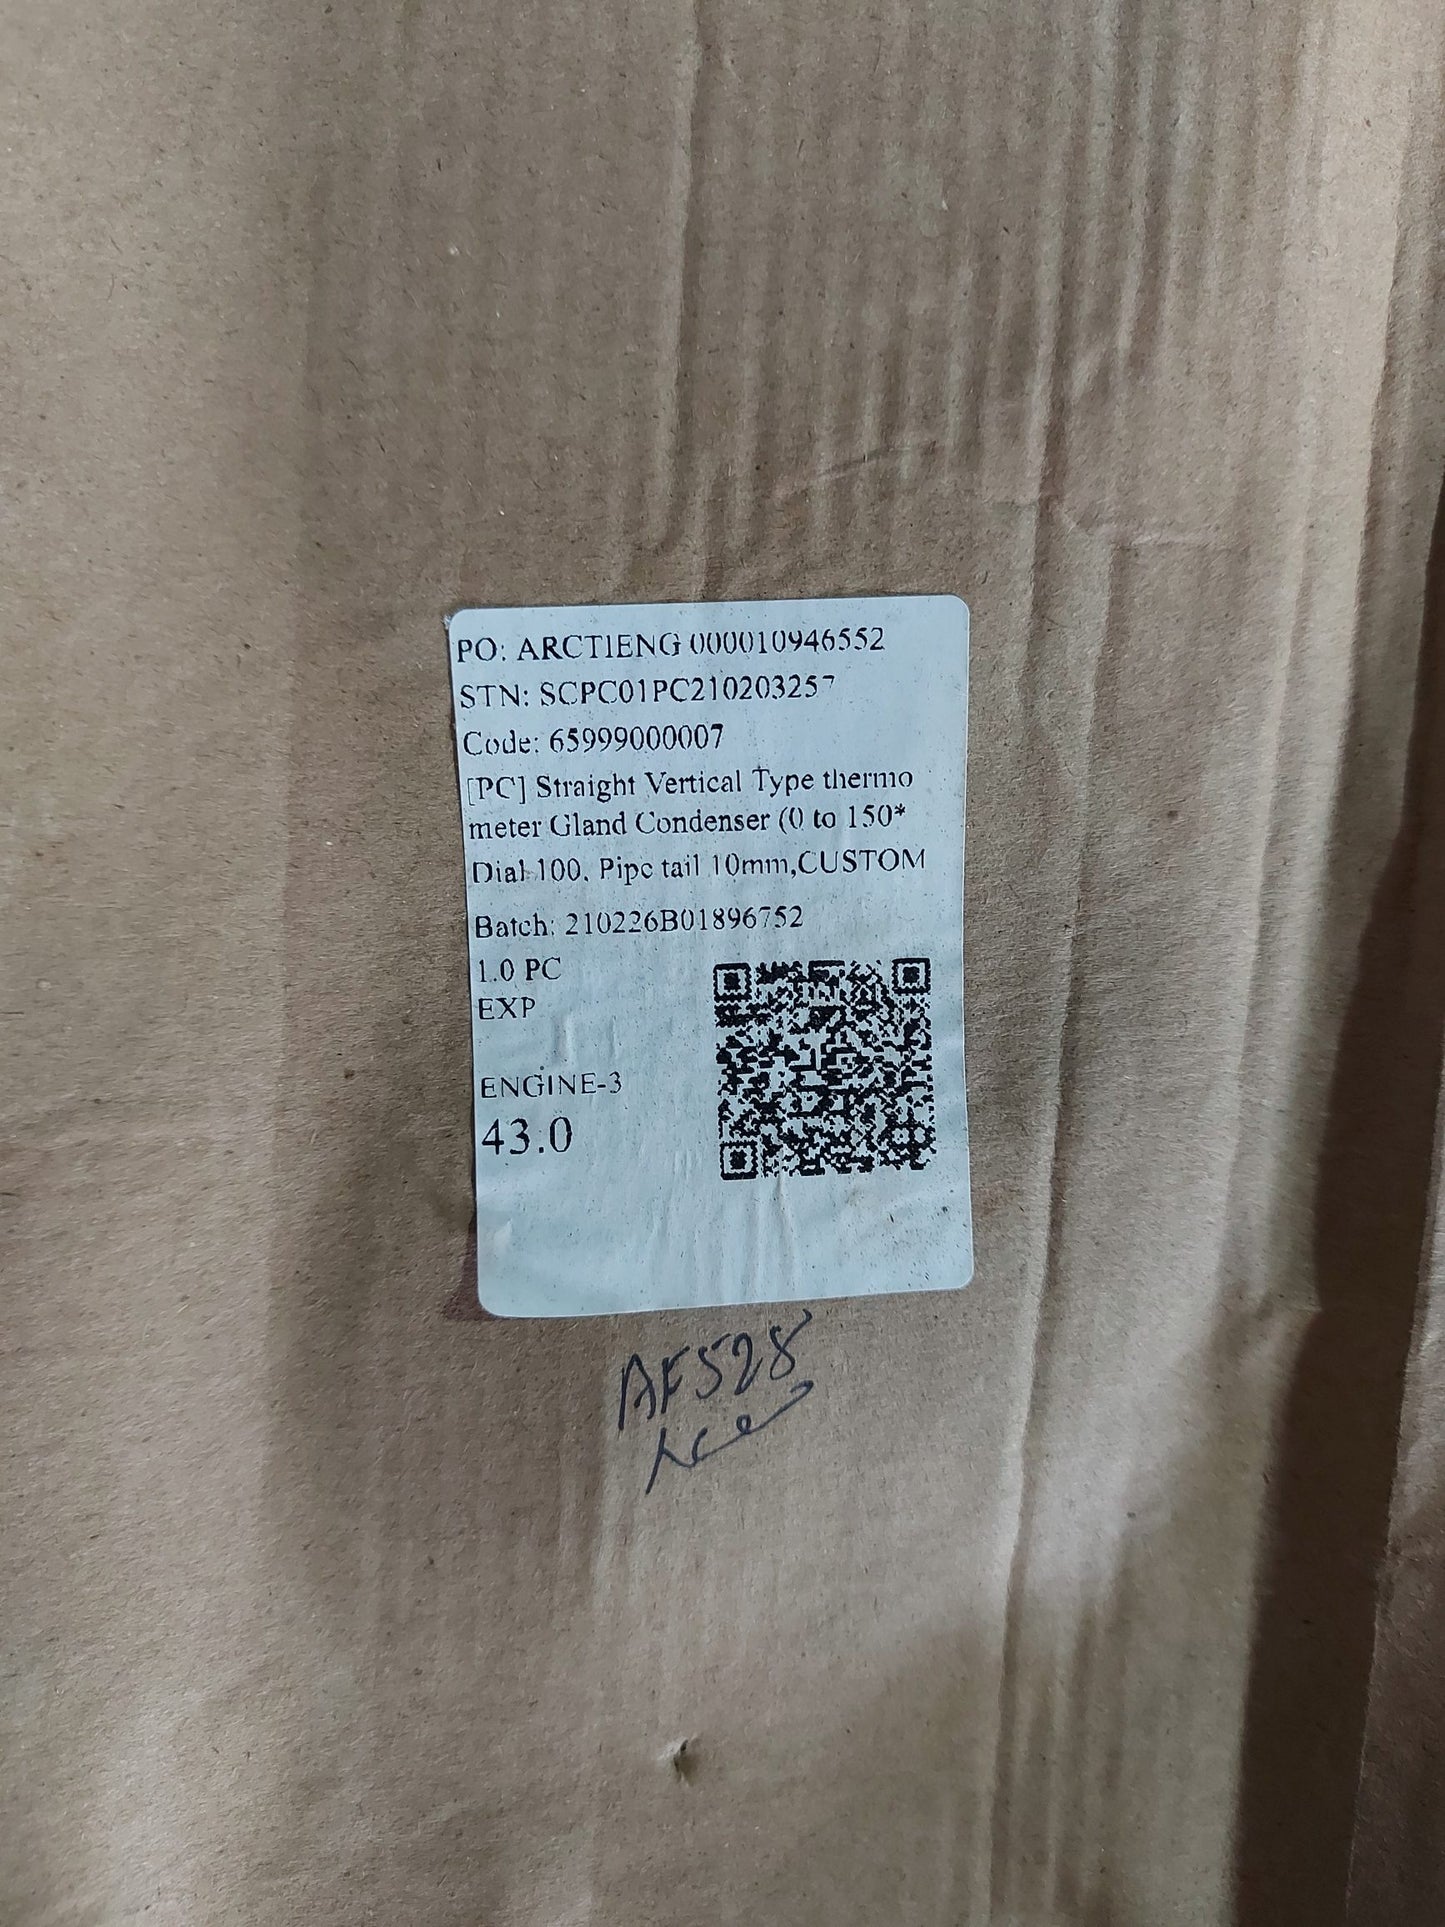 PO: ARCTIENG 000010946552
STN: SCPC01PC210203257
Code: 65999000007
[PC] Straight Vertical Type thermo
meter Gland Condenser (0 to 150*
Dial 100, Pipe tail 10mm,CUSTOM
Batch: 210226B01896752
1.0 PC
EXP
ENGINE-3
43.0
AF528